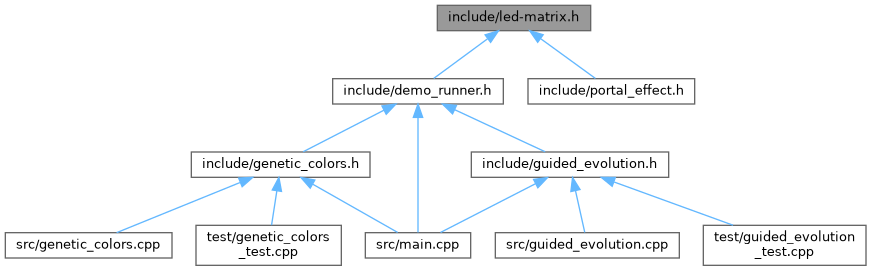 include/led-matrix.h
include/demo_runner.h
include/portal_effect.h
include/genetic_colors.h
include/guided_evolution.h
src/genetic_colors.cpp
test/genetic_colors
_test.cpp
src/main.cpp
src/guided_evolution.cpp
test/guided_evolution
_test.cpp